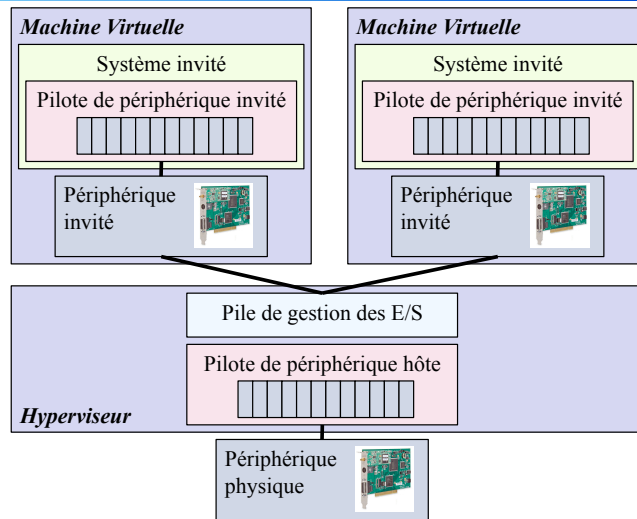 Machine Virtuelle
Système invité
Pilote de périphérique invité
Périphérique
invité
Machine Virtuelle
Système invité
Pilote de périphérique invité
Périphérique
invité
Pile de gestion des E/S
Pilote de périphérique hôte
Hyperviseur
Périphérique
physique